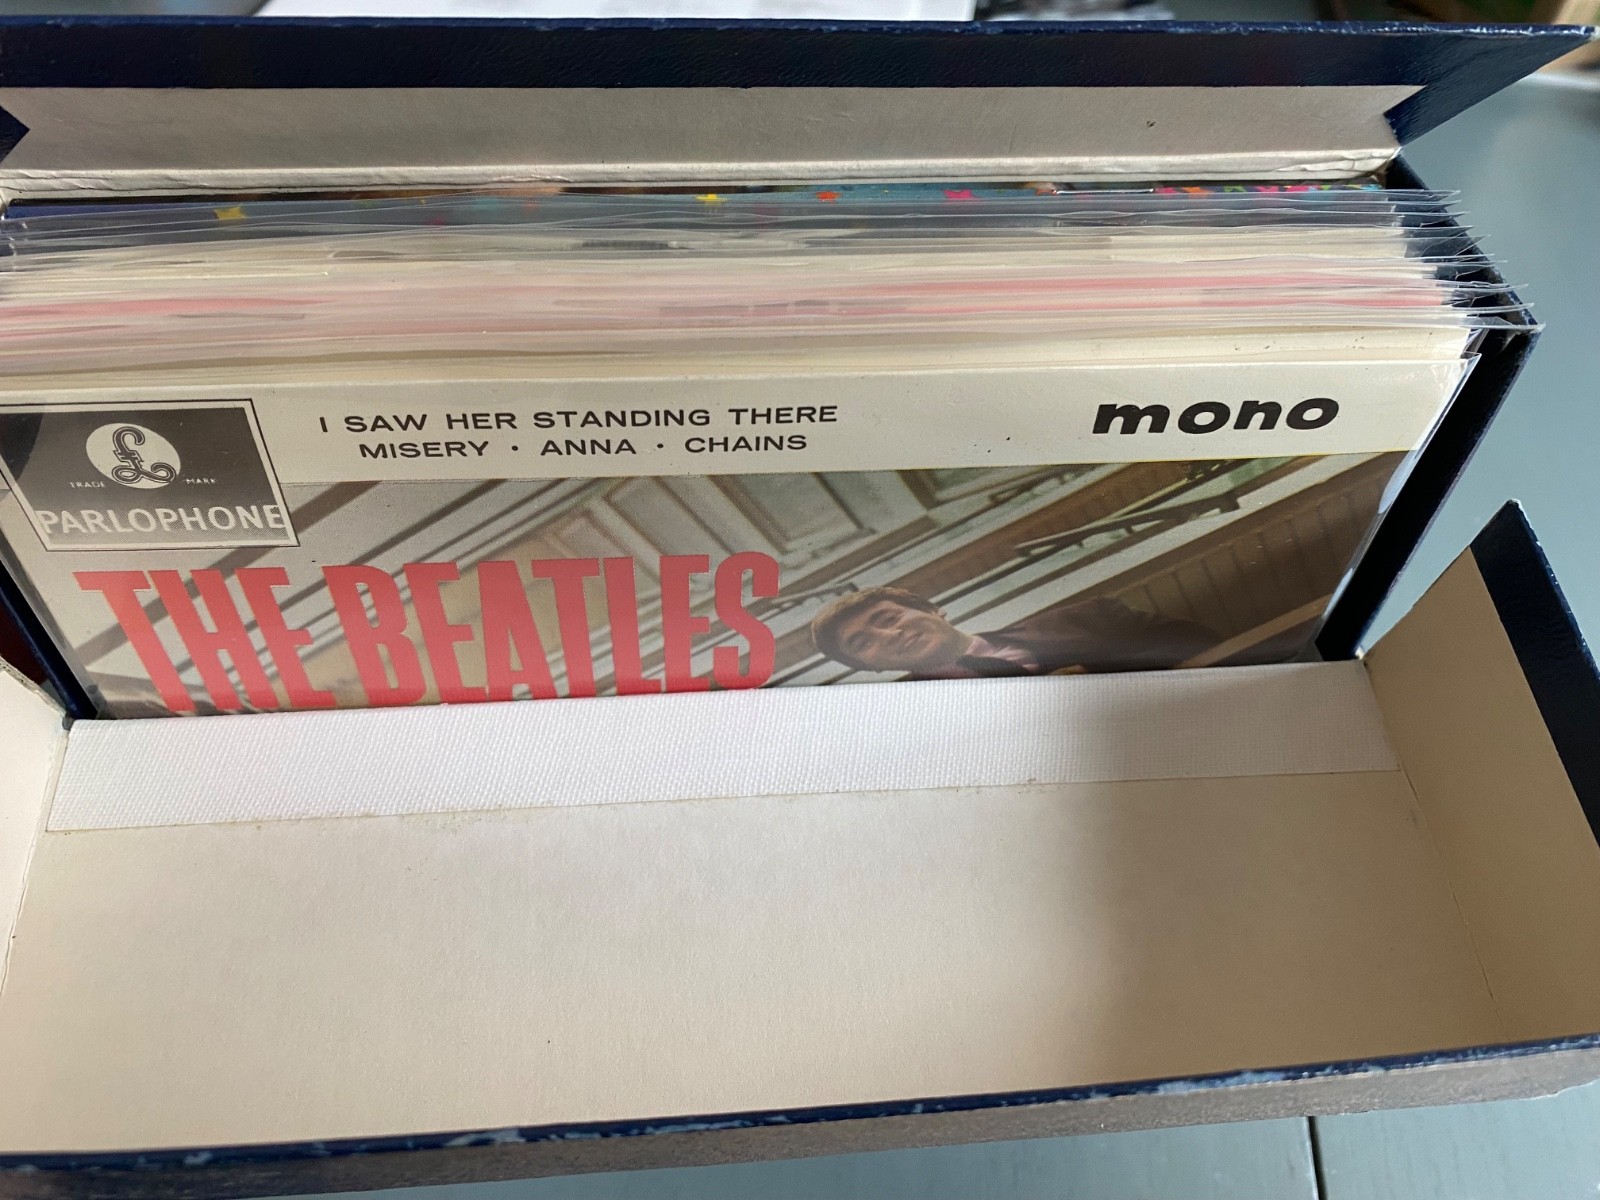 I SAW HER STANDING THERE
MISERY · ANNA · CHAINS
mono
£
TRADE MARK
PARLOPHONE
THE BEATLES